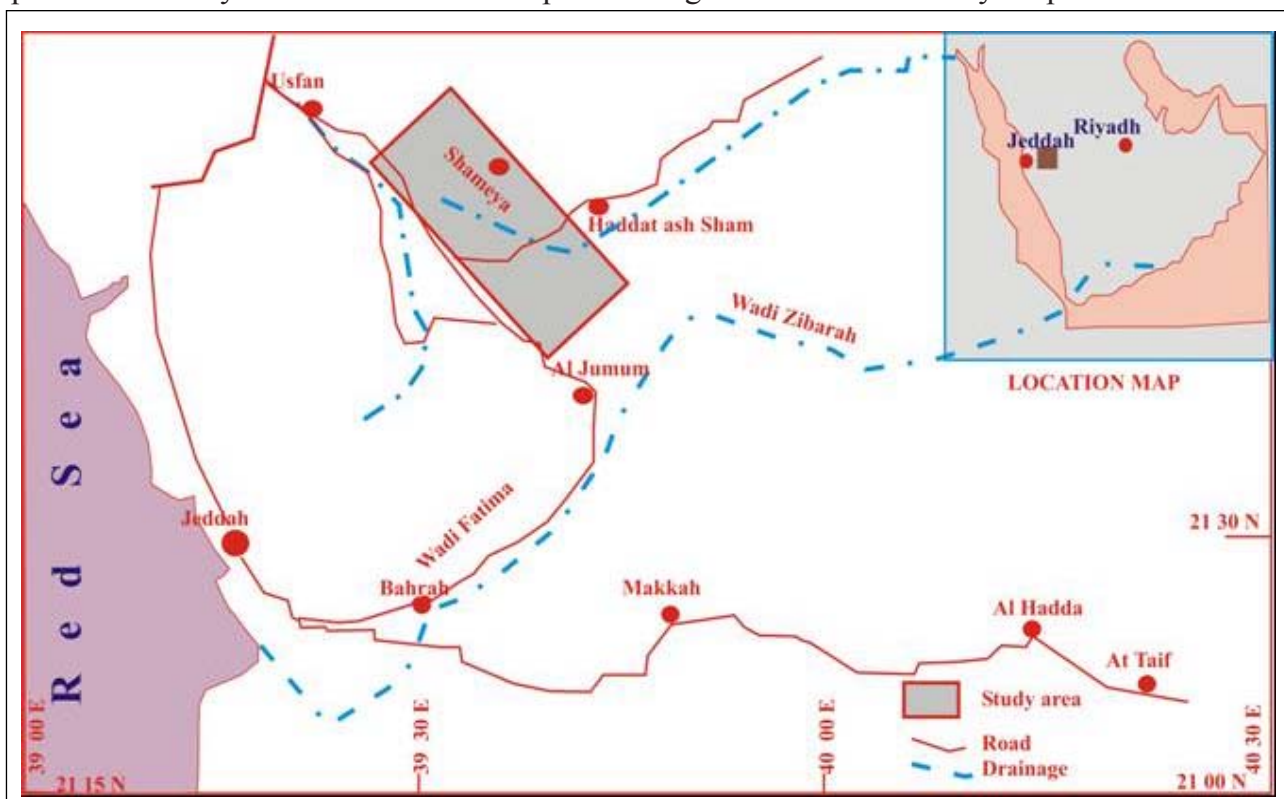 Usfan
Shameya
Haddat ash Sham
Jeddah
Riyadh
LOCATION MAP
Wadi Zibarah
Al Jumum
Red Sea
Jeddah
Wadi Fatima
21 30 N
Bahrah
Makkah
Al Hadda
At Taif
Study area
Road
Drainage
39 00 E
39 30 E
40 00 E
40 30 E
21 15 N
21 00 N